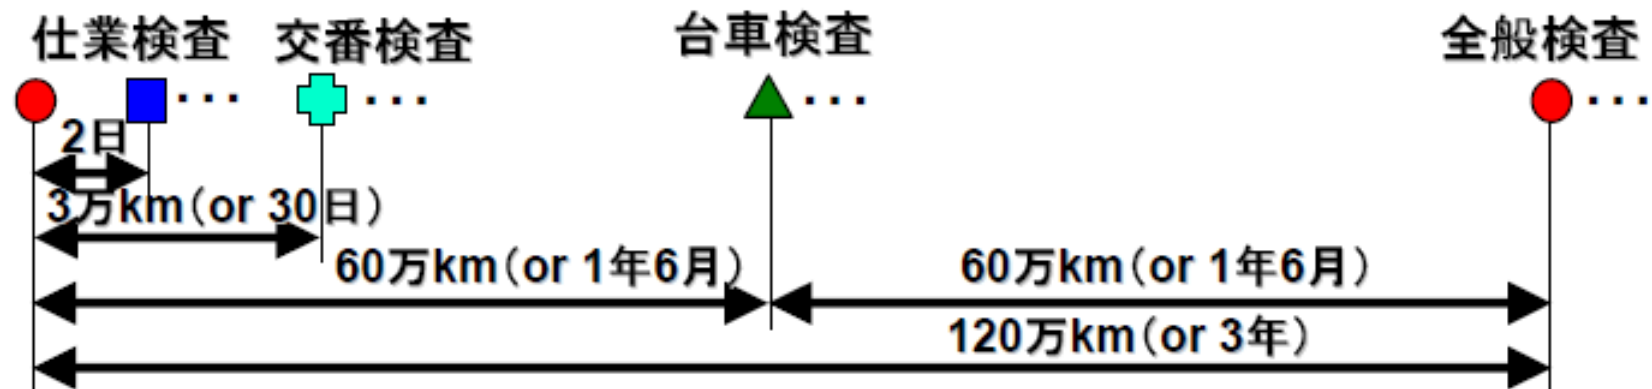 仕業検査 交番検査 台車検査 全般検査
・・・ ・・・ ・・・ ・・・
2日
3万km(or 30日)
60万km(or 1年6月) 60万km(or 1年6月)
120万km(or 3年)